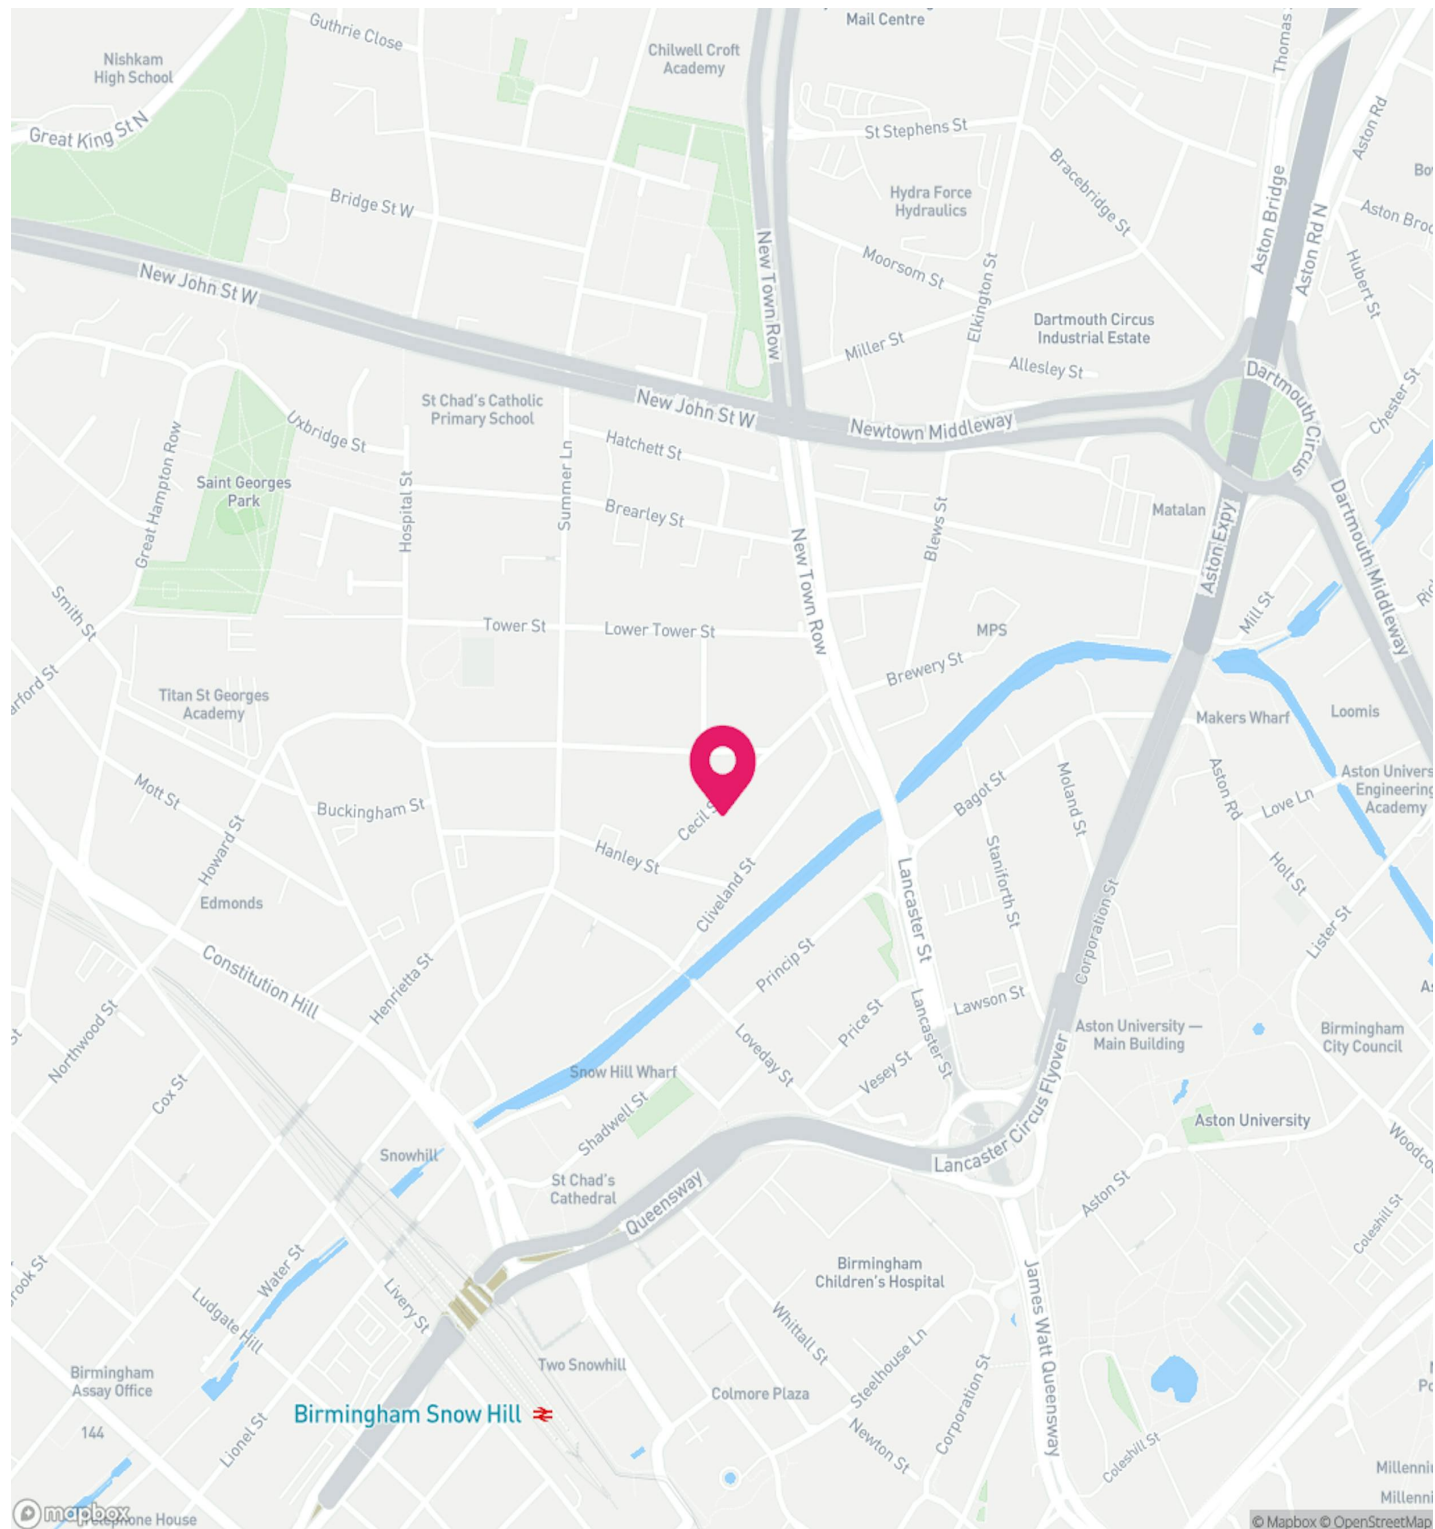 Mail Centre
Guthrie Close
Nishkam
High School
Chilwell Croft
Academy
Great King St N
St Stephens St
Aston Rd
Bracebridge St
Hydra Force
Hydraulics
Bridge St W
Aston Bridge
Aston Rd N
Moorsom St
Hubert St
New Town Row
New John St W
Elkington St
Dartmouth Circus
Industrial Estate
Miller St
Allesley St
Dartmouth Circus
Chester St
St Chad's Catholic
Primary School
New John St W
Newtown Middleway
Uxbridge St
Hatchett St
Great Hampton Row
Saint Georges
Park
Hospital St
Summer Ln
Brearley St
Blews St
Matalan
Aston Expy
Dartmouth Middleway
New Town Row
Smith St
Mill St
Tower St
Lower Tower St
MPS
Brewery St
arford St
Titan St Georges
Academy
Makers Wharf
Loomis
Mott St
Buckingham St
Cecil S
Bagot St
Moland St
Aston Rd
Love Ln
Aston Univers
Engineering
Academy
Howard St
Hanley St
Cliveland St
Staniforth St
Holt St
Edmonds
Lancaster St
Corporation St
Lister St
Constitution Hill
Henrietta St
Princip St
Lawson St
Northwood St
Price St
Lancaster St
Aston University —
Main Building
Birmingham
City Council
Cox St
Snow Hill Wharf
Loveday St
Vesey St
Lancaster Circus Flyover
Shadwell St
Aston University
Snowhill
St Chad's
Cathedral
Queensway
Aston St
Coleshill St
Water St
Birmingham
Children's Hospital
James Watt Queensway
Ludgate Hill
Livery St
Whittall St
Steelhouse Ln
Birmingham
Assay Office
Two Snowhill
Colmore Plaza
Corporation St
Birmingham Snow Hill
144
Lionel St
Newton St
Coleshill St
Millenni
Millenni
mapbox
Telephone House
© Mapbox © OpenStreetMap